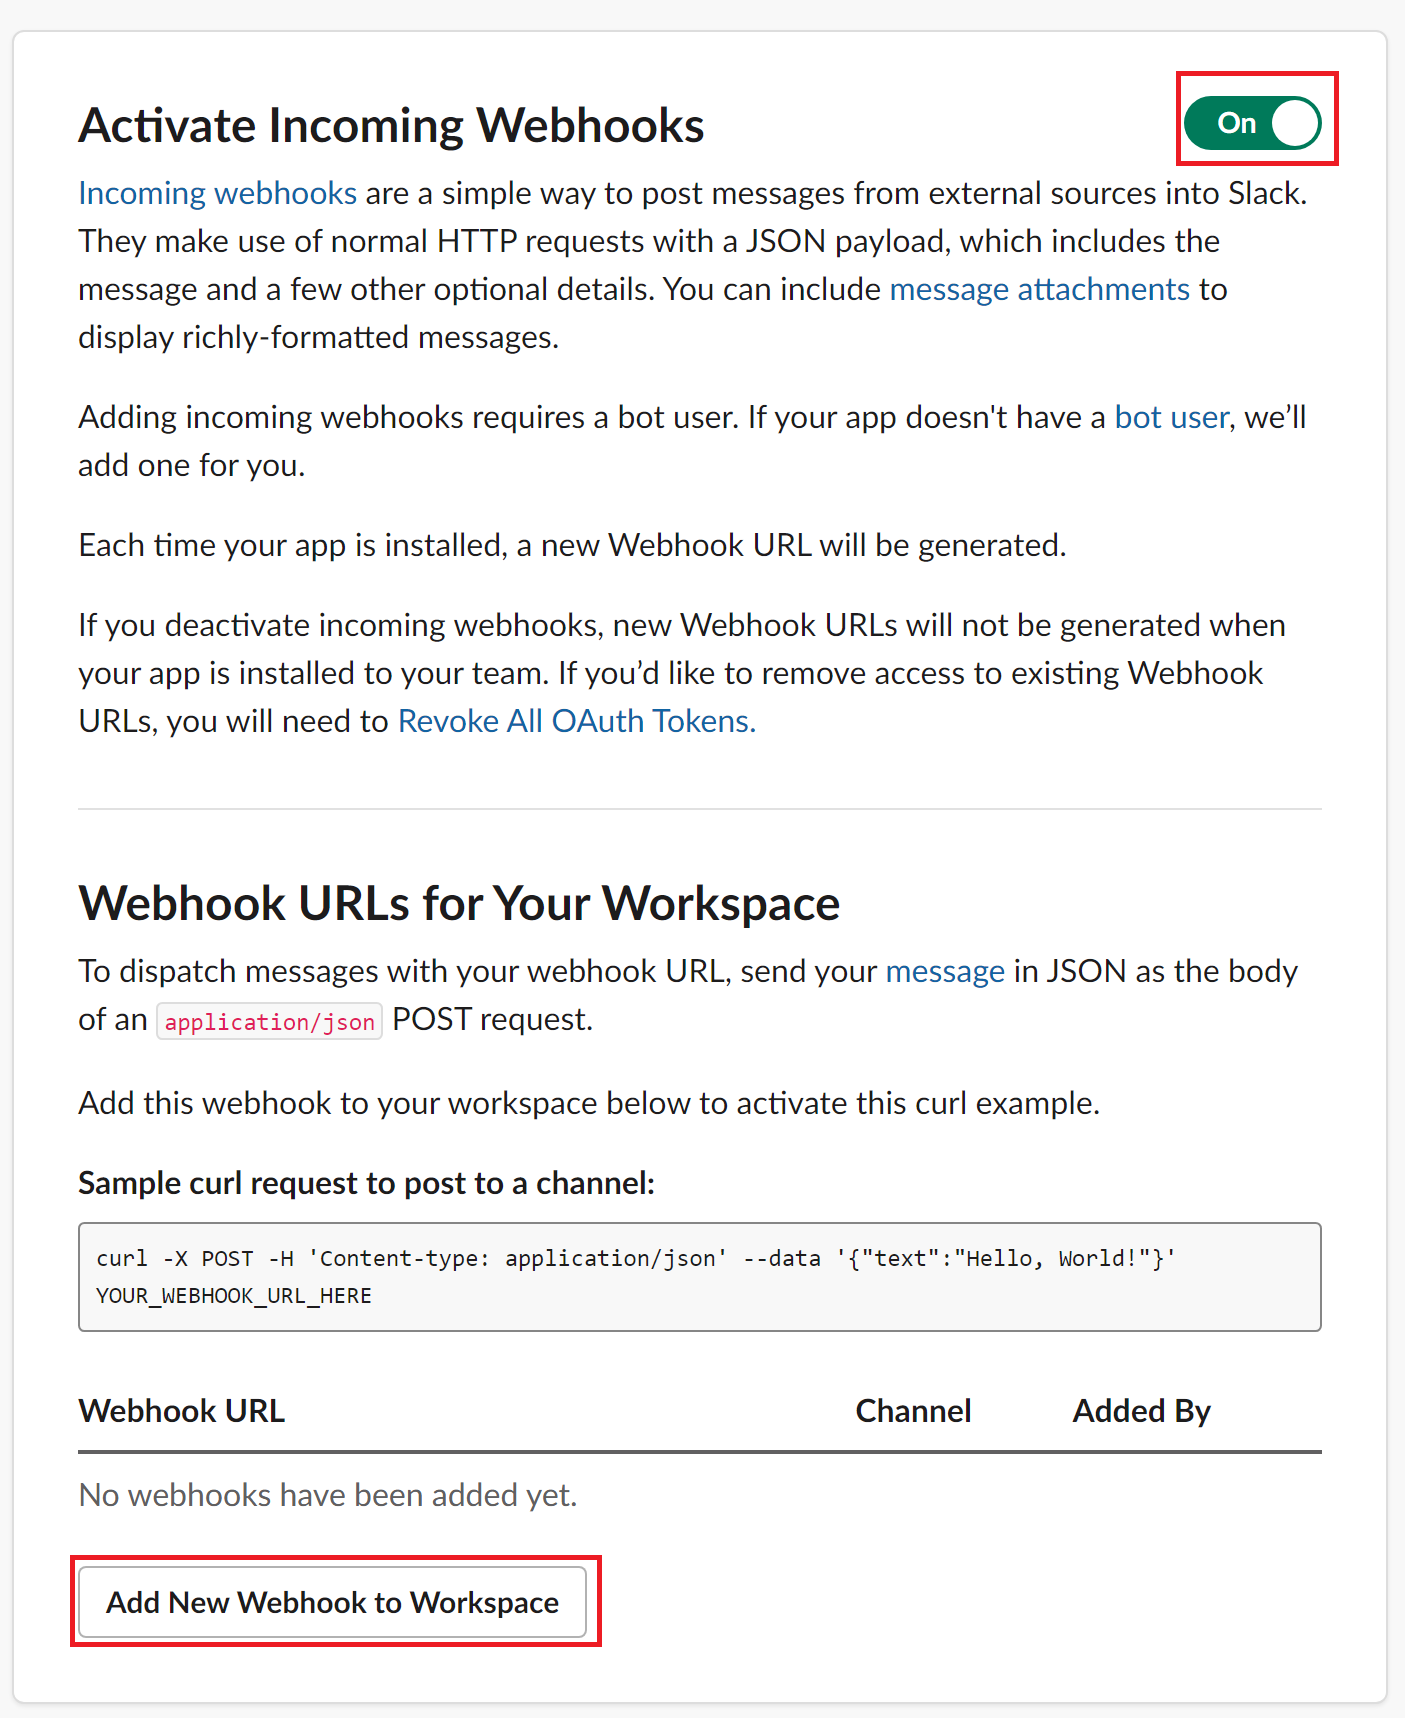 Activate Incoming Webhooks
On
Incoming webhooks are a simple way to post messages from external sources into Slack.
They make use of normal HTTP requests with a JSON payload, which includes the
message and a few other optional details. You can include message attachments to
display richly-formatted messages.
Adding incoming webhooks requires a bot user. If your app doesn't have a bot user, we’ll
add one for you.
Each time your app is installed, a new Webhook URL will be generated.
If you deactivate incoming webhooks, new Webhook URLs will not be generated when
your app is installed to your team. If you’d like to remove access to existing Webhook
URLs, you will need to Revoke All OAuth Tokens.
Webhook URLs for Your Workspace
To dispatch messages with your webhook URL, send your message in JSON as the body
of an application/json POST request.
Add this webhook to your workspace below to activate this curl example.
Sample curl request to post to a channel:
curl -X POST -H 'Content-type: application/json' --data '{"text":"Hello, World!"}'
YOUR_WEBHOOK_URL_HERE
Webhook URL Channel Added By
No webhooks have been added yet.
Add New Webhook to Workspace